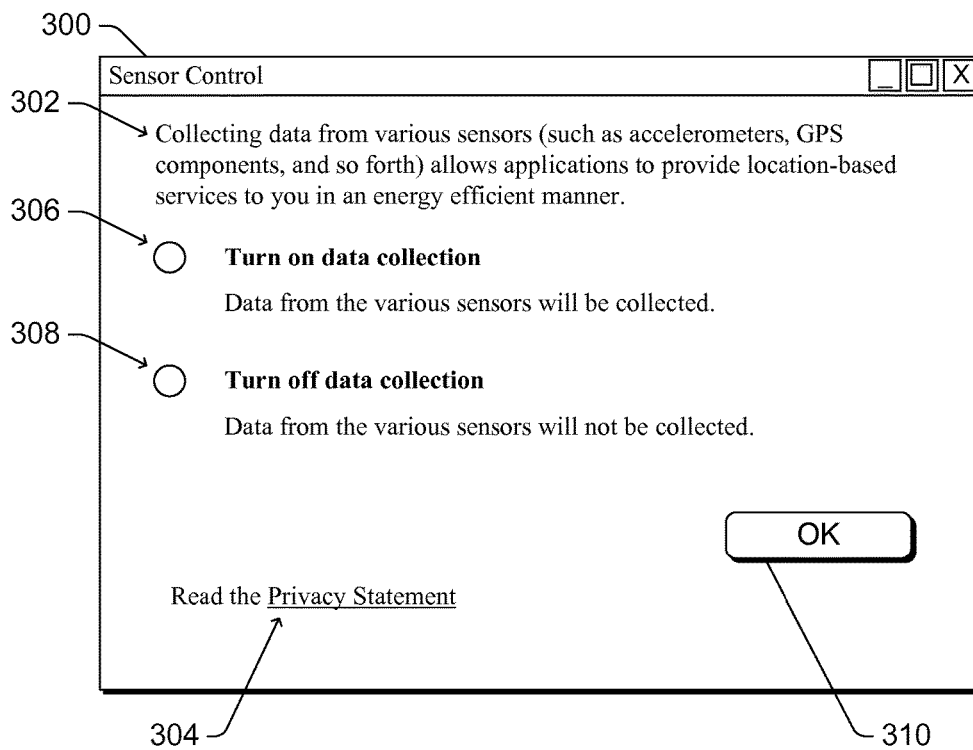 300
Sensor Control _ X
302
Collecting data from various sensors (such as accelerometers, GPS
components, and so forth) allows applications to provide location-based
services to you in an energy efficient manner.
306
Turn on data collection
Data from the various sensors will be collected.
308
Turn off data collection
Data from the various sensors will not be collected.
OK
Read the Privacy Statement
304
310